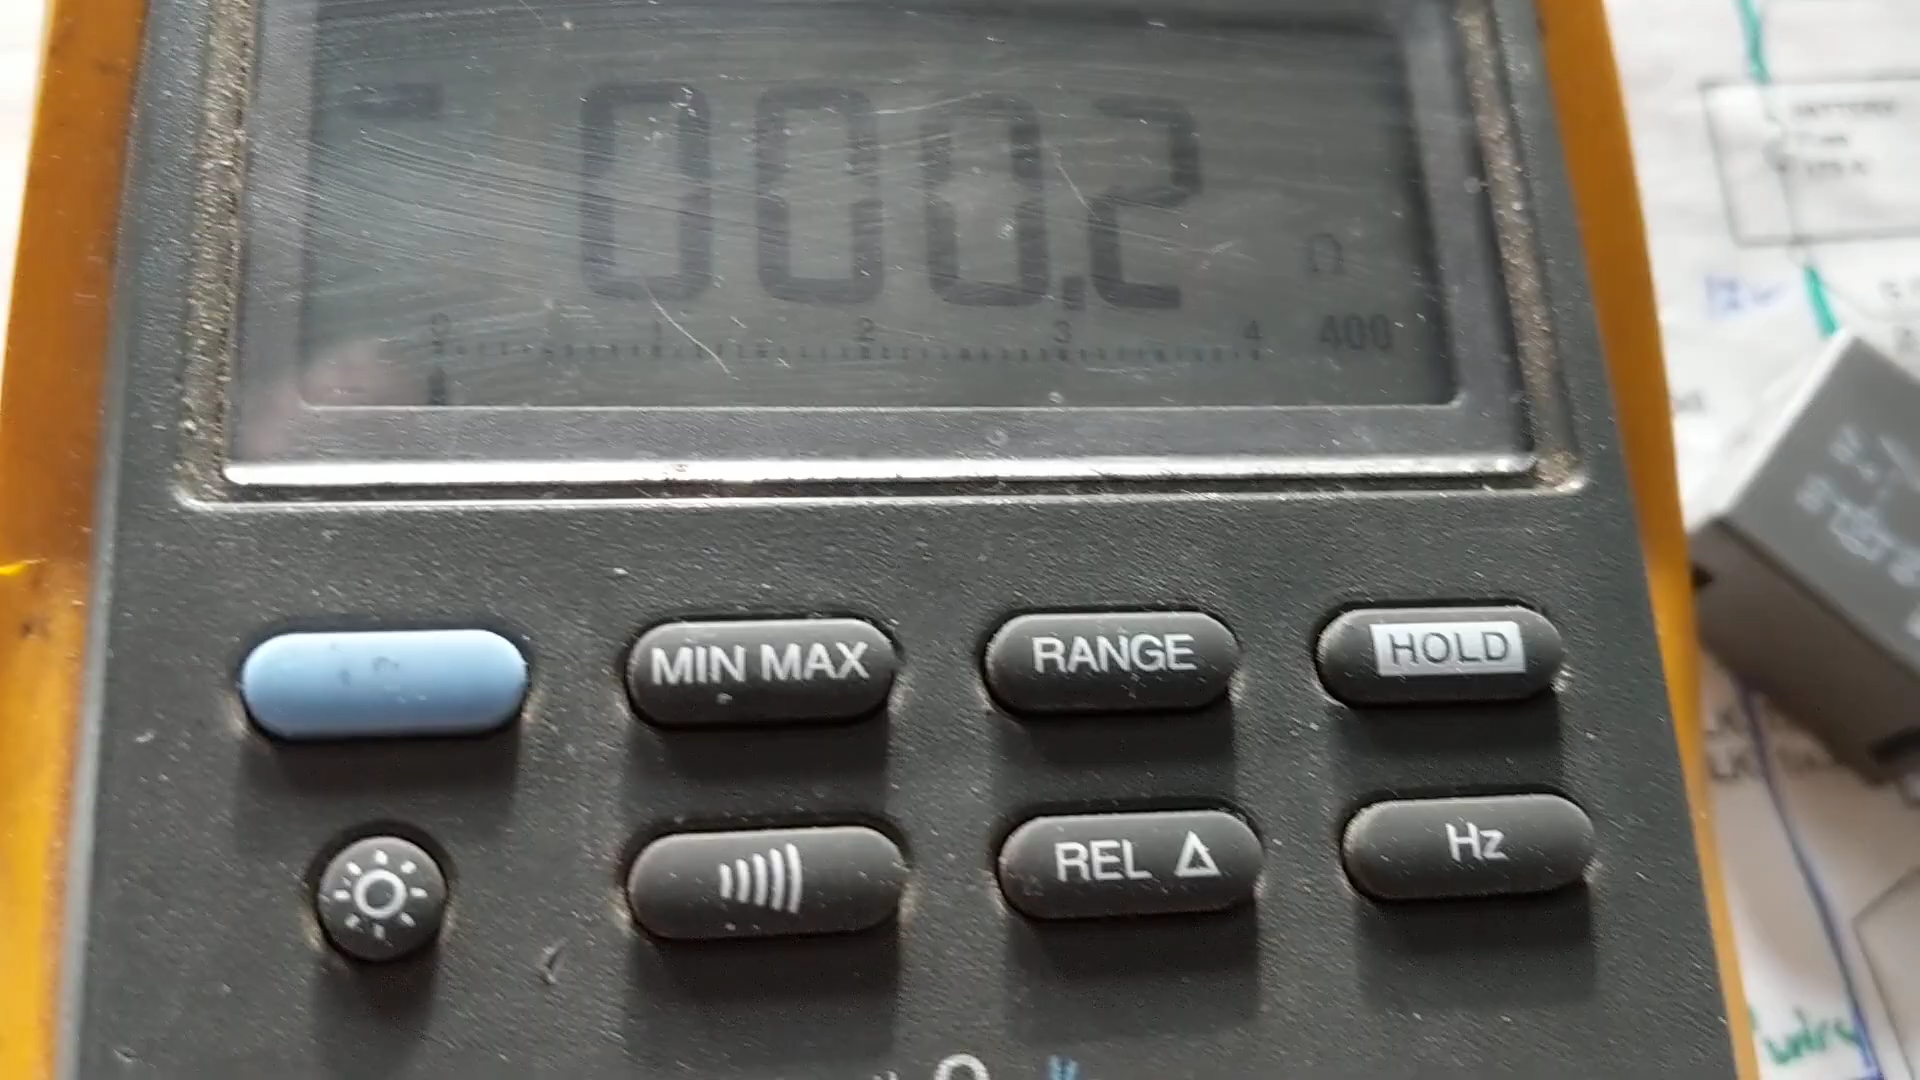 - 000.2 Ω
0 1 2 3 4 400
MIN MAX RANGE HOLD
REL Δ Hz